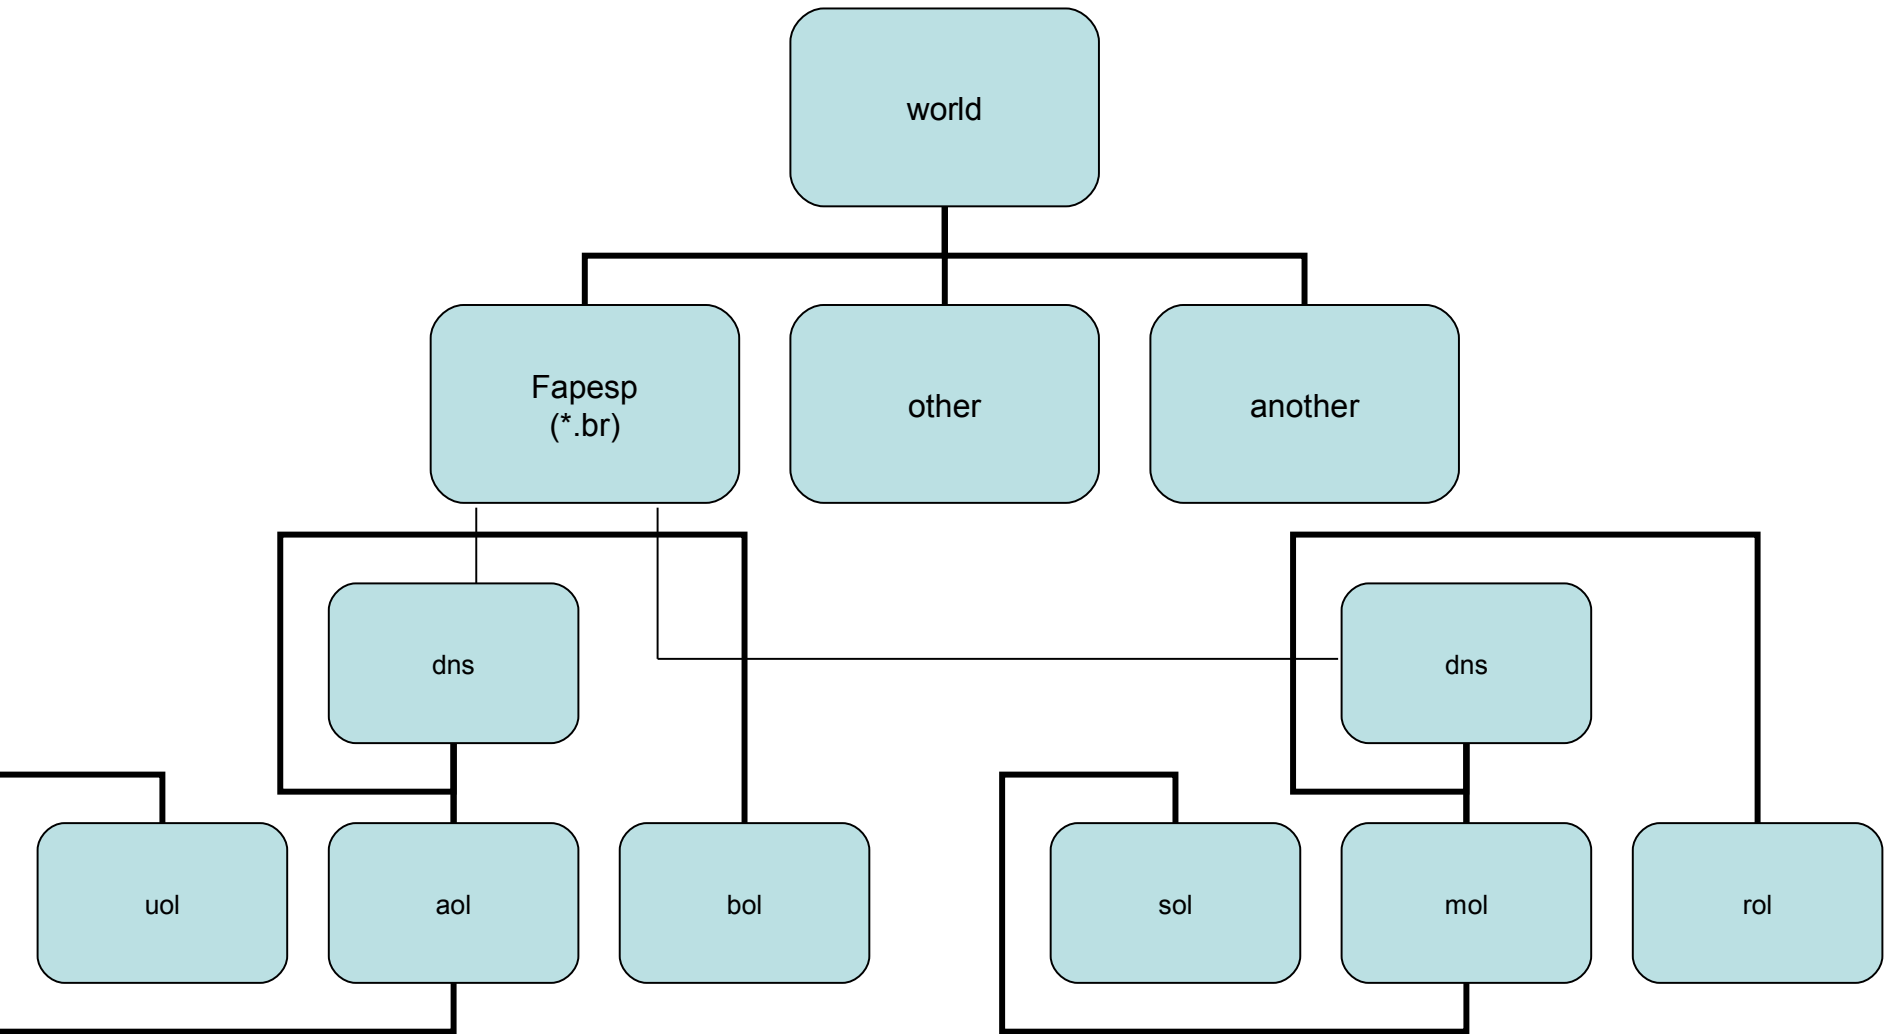 world
Fapesp
(*.br)
other
another
dns
dns
uol
aol
bol
sol
mol
rol